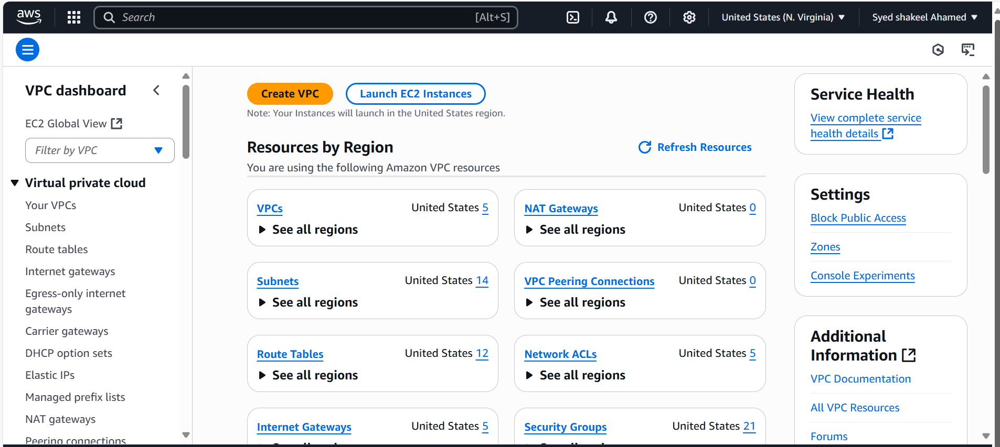 aws
Search
[Alt+S]
United States (N. Virginia)
Syed shakeel Ahamed
VPC dashboard
EC2 Global View
Filter by VPC
Virtual private cloud
Your VPCs
Subnets
Route tables
Internet gateways
Egress-only internet
gateways
Carrier gateways
DHCP option sets
Elastic IPs
Managed prefix lists
NAT gateways
Peering connections
Create VPC
Launch EC2 Instances
Note: Your Instances will launch in the United States region.
Resources by Region
Refresh Resources
You are using the following Amazon VPC resources
VPCs
United States 5
See all regions
NAT Gateways
United States 0
See all regions
Subnets
United States 14
See all regions
VPC Peering Connections
United States 0
See all regions
Route Tables
United States 12
See all regions
Network ACLs
United States 5
See all regions
Internet Gateways
United States 5
Security Groups
United States 21
Service Health
View complete service
health details
Settings
Block Public Access
Zones
Console Experiments
Additional
Information
VPC Documentation
All VPC Resources
Forums